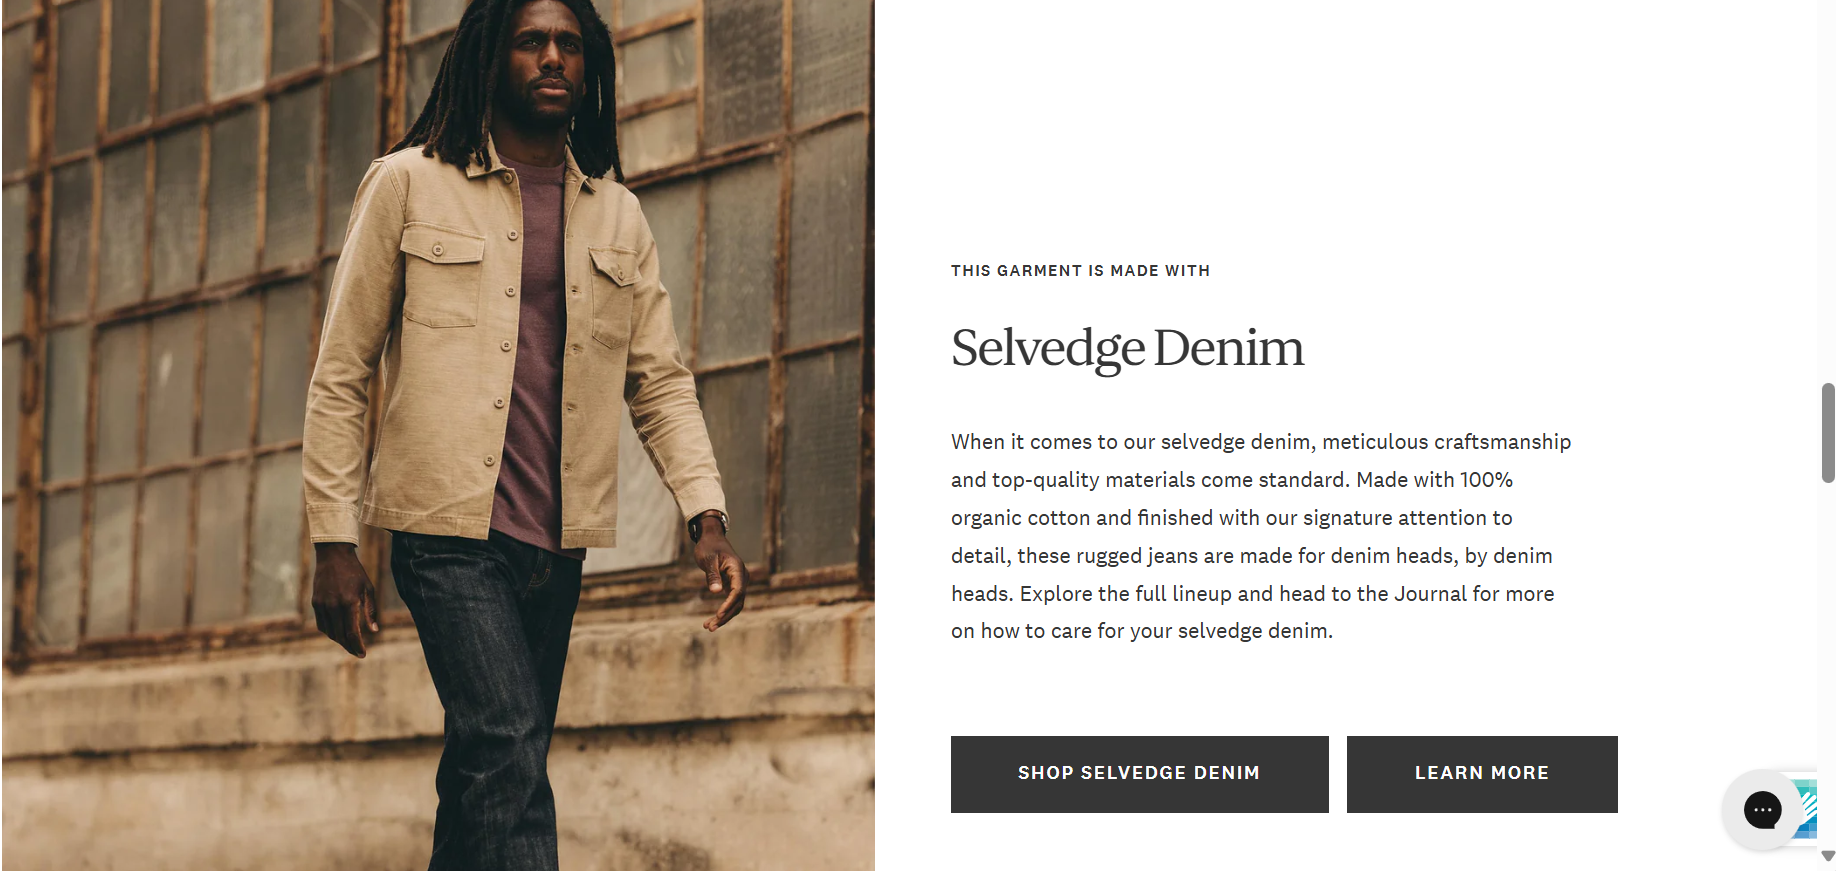 THIS GARMENT IS MADE WITH
Selvedge Denim
When it comes to our selvedge denim, meticulous craftsmanship
and top-quality materials come standard. Made with 100%
organic cotton and finished with our signature attention to
detail, these rugged jeans are made for denim heads, by denim
heads. Explore the full lineup and head to the Journal for more
on how to care for your selvedge denim.
SHOP SELVEDGE DENIM
LEARN MORE